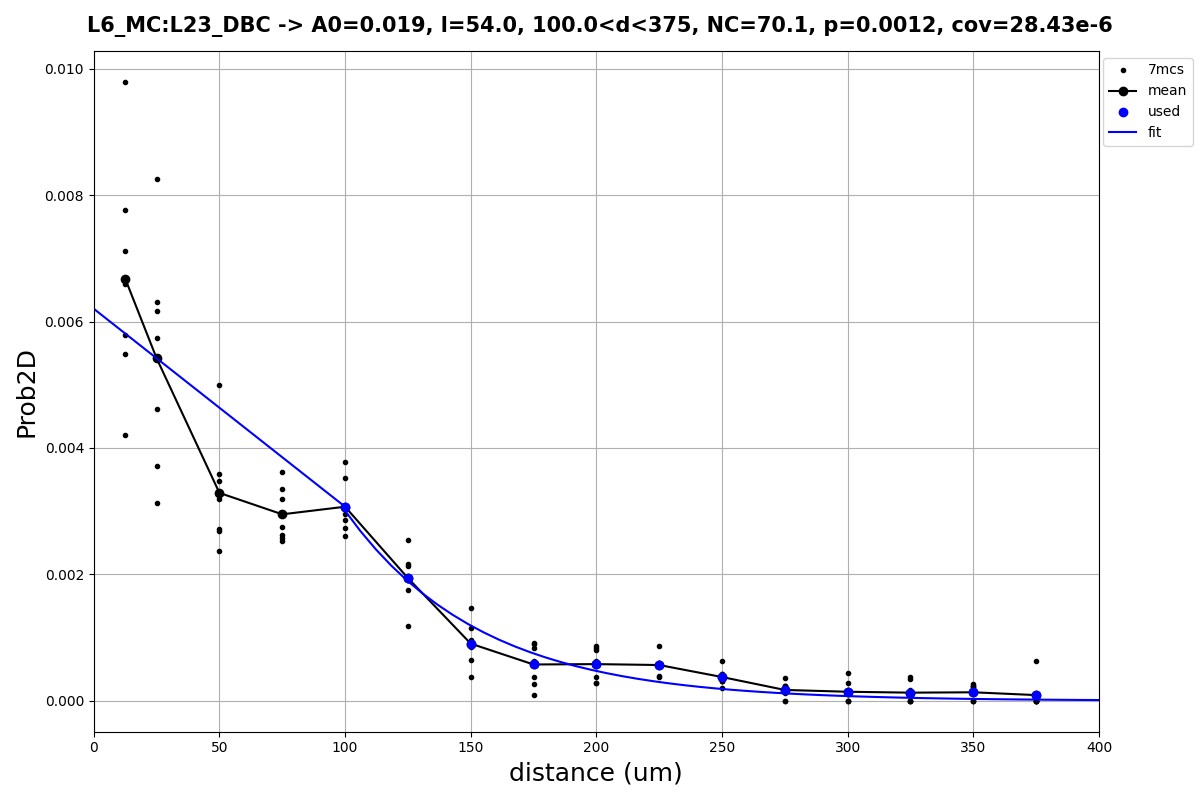 L6_MC:L23_DBC -> A0=0.019, l=54.0, 100.0<d<375, NC=70.1, p=0.0012, cov=28.43e-6
7mcs
mean
used
fit
0.010
0.008
0.006
0.004
0.002
0.000
Prob2D
0
50
100
150
200
250
300
350
400
distance (um)